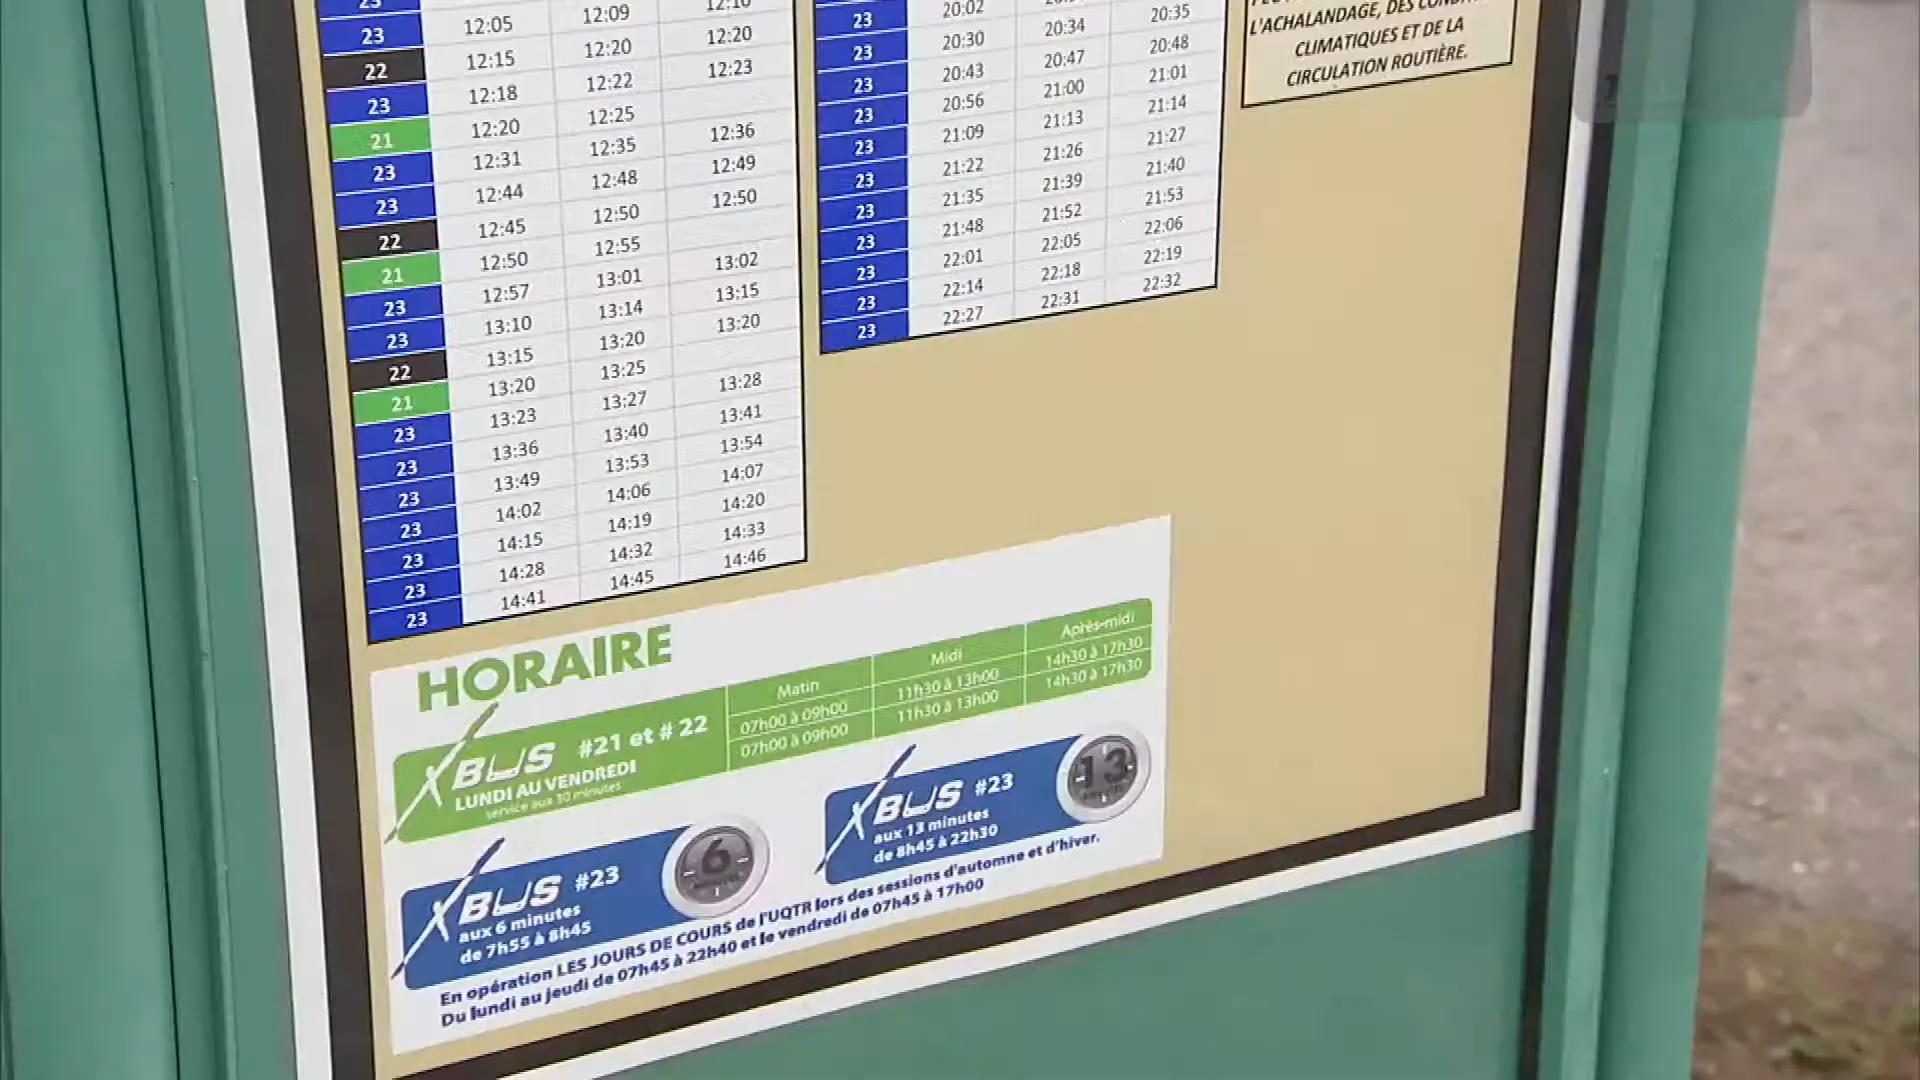 23
23 12:05 12:09 12:10
22 12:15 12:20 12:20
23 12:18 12:22 12:23
21 12:20 12:25
23 12:31 12:35 12:36
23 12:44 12:48 12:49
22 12:45 12:50 12:50
21 12:50 12:55
23 12:57 13:01 13:02
23 13:10 13:14 13:15
22 13:15 13:20 13:20
21 13:20 13:25
23 13:23 13:27 13:28
23 13:36 13:40 13:41
23 13:49 13:53 13:54
23 14:02 14:06 14:07
23 14:15 14:19 14:20
23 14:28 14:32 14:33
23 14:41 14:45 14:46
23 20:02
23 20:30 20:34 20:35
23 20:43 20:47 20:48
23 20:56 21:00 21:01
23 21:09 21:13 21:14
23 21:22 21:26 21:27
23 21:35 21:39 21:40
23 21:48 21:52 21:53
23 22:01 22:05 22:06
23 22:14 22:18 22:19
23 22:27 22:31 22:32
L'ACHALANDAGE, DES
CLIMATIQUES ET DE LA
CIRCULATION ROUTIÈRE.
HORAIRE
Matin Midi Après-midi
XBUS #21 et # 22
07h00 à 09h00 11h30 à 13h00 14h30 à 17h30
07h00 à 09h00 11h30 à 13h00 14h30 à 17h30
LUNDI AU VENDREDI
service aux 30 minutes
XBUS #23
aux 6 minutes
de 7h55 à 8h45
6
MINUTES
XBUS #23
aux 13 minutes
de 8h45 à 22h30
13
MINUTES
En opération LES JOURS DE COURS de l'UQTR lors des sessions d'automne et d'hiver.
Du lundi au jeudi de 07h45 à 22h40 et le vendredi de 07h45 à 17h00